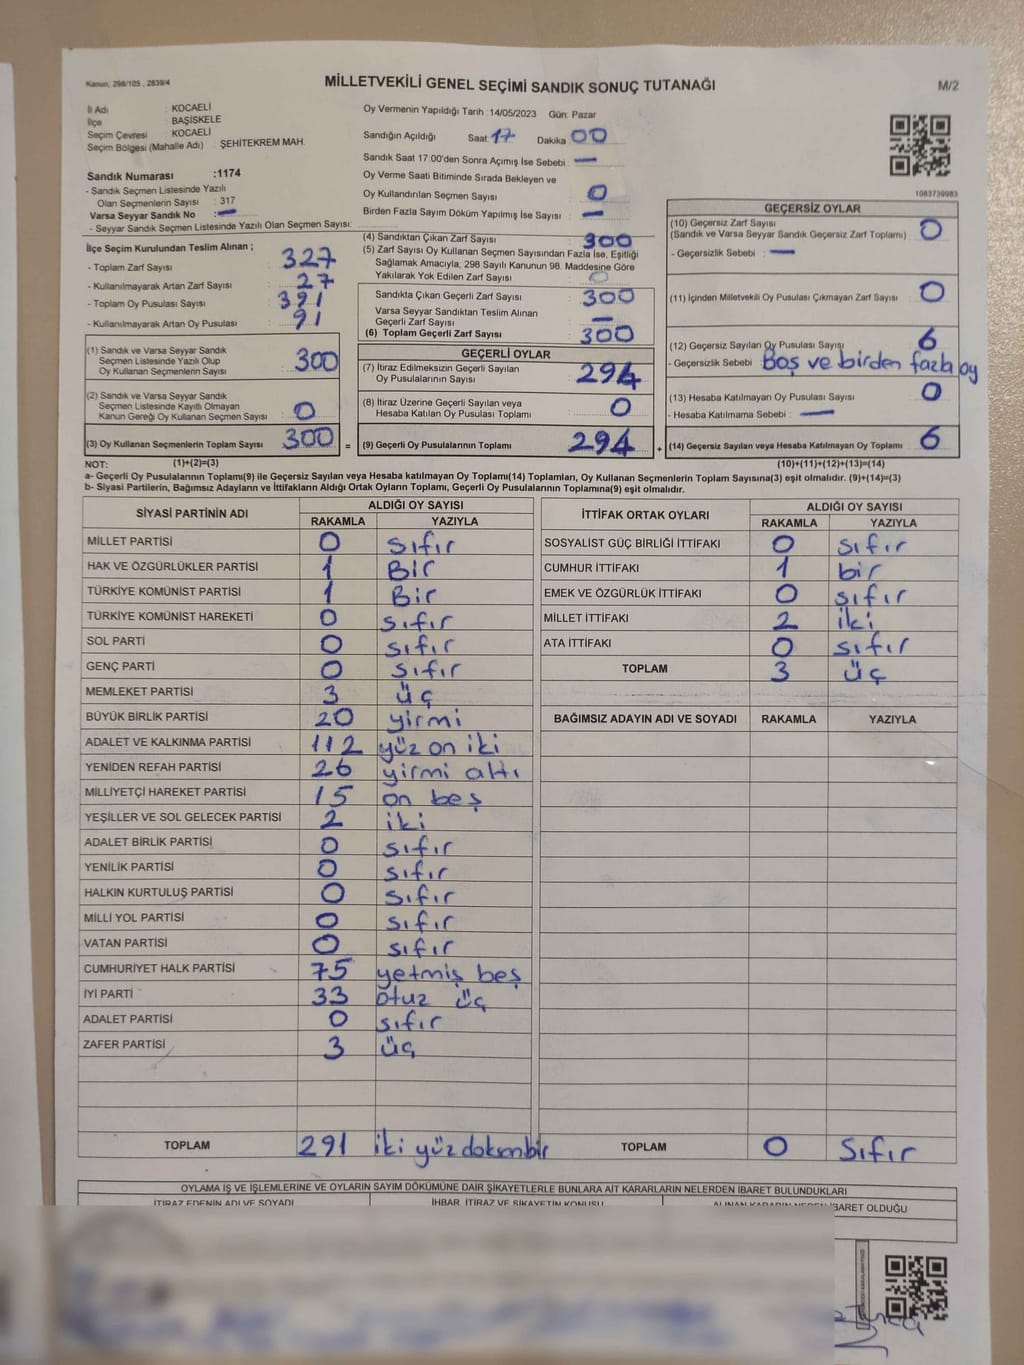 Kanun; 298/105 , 2839/4
MİLLETVEKİLİ GENEL SEÇİMİ SANDIK SONUÇ TUTANAĞI
M/2
İl Adı : KOCAELİ
İlçe : BAŞİSKELE
Seçim Çevresi : KOCAELİ
Seçim Bölgesi (Mahalle Adı) : ŞEHİTEKREM MAH.
Oy Vermenin Yapıldığı Tarih :14/05/2023 Gün: Pazar
Sandığın Açıldığı Saat: 17 Dakika: 00
Sandık Saat 17:00'den Sonra Açımış İse Sebebi : —
Oy Verme Saati Bitiminde Sırada Bekleyen ve
Oy Kullandırılan Seçmen Sayısı 0
Birden Fazla Sayım Döküm Yapılmış İse Sayısı : —
1083739983
Sandık Numarası :1174
- Sandık Seçmen Listesinde Yazılı
Olan Seçmenlerin Sayısı : 317
Varsa Seyyar Sandık No : —
- Seyyar Sandık Seçmen Listesinde Yazılı Olan Seçmen Sayısı:
İlçe Seçim Kurulundan Teslim Alınan ;
- Toplam Zarf Sayısı : 327
- Kullanılmayarak Artan Zarf Sayısı : 27
- Toplam Oy Pusulası Sayısı : 391
- Kullanılmayarak Artan Oy Pusulası : 91
(1) Sandık ve Varsa Seyyar Sandık
Seçmen Listesinde Yazılı Olup
Oy Kullanan Seçmenlerin Sayısı : 300
(2) Sandık ve Varsa Seyyar Sandık
Seçmen Listesinde Kayıtlı Olmayan
Kanun Gereği Oy Kullanan Seçmen Sayısı : 0
(3) Oy Kullanan Seçmenlerin Toplam Sayısı : 300 =
(4) Sandıktan Çıkan Zarf Sayısı : 300
(5) Zarf Sayısı Oy Kullanan Seçmen Sayısından Fazla İse, Eşitliği
Sağlamak Amacıyla; 298 Sayılı Kanunun 98. Maddesine Göre
Yakılarak Yok Edilen Zarf Sayısı : 0
Sandıkta Çıkan Geçerli Zarf Sayısı : 300
Varsa Seyyar Sandıktan Teslim Alınan
Geçerli Zarf Sayısı : —
(6) Toplam Geçerli Zarf Sayısı : 300
GEÇERLİ OYLAR
(7) İtiraz Edilmeksizin Geçerli Sayılan
Oy Pusulalarının Sayısı : 294
(8) İtiraz Üzerine Geçerli Sayılan veya
Hesaba Katılan Oy Pusulası Toplamı : 0
(9) Geçerli Oy Pusulalarının Toplamı : 294 +
GEÇERSİZ OYLAR
(10) Geçersiz Zarf Sayısı
(Sandık ve Varsa Seyyar Sandık Geçersiz Zarf Toplamı) : 0
- Geçersizlik Sebebi : —
(11) İçinden Milletvekili Oy Pusulası Çıkmayan Zarf Sayısı : 0
(12) Geçersiz Sayılan Oy Pusulası Sayısı : 6
- Geçersizlik Sebebi : Boş ve birden fazla oy
(13) Hesaba Katılmayan Oy Pusulası Sayısı : 0
- Hesaba Katılmama Sebebi : —
(14) Geçersiz Sayılan veya Hesaba Katılmayan Oy Toplamı : 6
NOT: (1)+(2)=(3) (10)+(11)+(12)+(13)=(14)
a- Geçerli Oy Pusulalarının Toplamı(9) ile Geçersiz Sayılan veya Hesaba katılmayan Oy Toplamı(14) Toplamları, Oy Kullanan Seçmenlerin Toplam Sayısına(3) eşit olmalıdır. (9)+(14)=(3)
b- Siyasi Partilerin, Bağımsız Adayların ve İttifakların Aldığı Ortak Oyların Toplamı, Geçerli Oy Pusulalarının Toplamına(9) eşit olmalıdır.
SİYASİ PARTİNİN ADI ALDIĞI OY SAYISI
RAKAMLA YAZIYLA
MİLLET PARTİSİ 0 sıfır
HAK VE ÖZGÜRLÜKLER PARTİSİ 1 Bir
TÜRKİYE KOMÜNİST PARTİSİ 1 Bir
TÜRKİYE KOMÜNİST HAREKETİ 0 sıfır
SOL PARTİ 0 sıfır
GENÇ PARTİ 0 sıfır
MEMLEKET PARTİSİ 3 üç
BÜYÜK BİRLİK PARTİSİ 20 yirmi
ADALET VE KALKINMA PARTİSİ 112 yüz on iki
YENİDEN REFAH PARTİSİ 26 yirmi altı
MİLLİYETÇİ HAREKET PARTİSİ 15 on beş
YEŞİLLER VE SOL GELECEK PARTİSİ 2 iki
ADALET BİRLİK PARTİSİ 0 sıfır
YENİLİK PARTİSİ 0 sıfır
HALKIN KURTULUŞ PARTİSİ 0 sıfır
MİLLİ YOL PARTİSİ 0 sıfır
VATAN PARTİSİ 0 sıfır
CUMHURİYET HALK PARTİSİ 75 yetmiş beş
İYİ PARTİ 33 otuz üç
ADALET PARTİSİ 0 sıfır
ZAFER PARTİSİ 3 üç
TOPLAM 291 iki yüz doksan bir
İTTİFAK ORTAK OYLARI ALDIĞI OY SAYISI
RAKAMLA YAZIYLA
SOSYALİST GÜÇ BİRLİĞİ İTTİFAKI 0 sıfır
CUMHUR İTTİFAKI 1 bir
EMEK VE ÖZGÜRLÜK İTTİFAKI 0 sıfır
MİLLET İTTİFAKI 2 iki
ATA İTTİFAKI 0 sıfır
TOPLAM 3 üç
BAĞIMSIZ ADAYIN ADI VE SOYADI RAKAMLA YAZIYLA
TOPLAM 0 Sıfır
OYLAMA İŞ VE İŞLEMLERİNE VE OYLARIN SAYIM DÖKÜMÜNE DAİR ŞİKAYETLERLE BUNLARA AİT KARARLARIN NELERDEN İBARET BULUNDUKLARI
İTİRAZ EDENİN ADI VE SOYADI İHBAR, İTİRAZ VE ŞİKAYETİN KONUSU ALINAN KARARIN NEDEN İBARET OLDUĞU